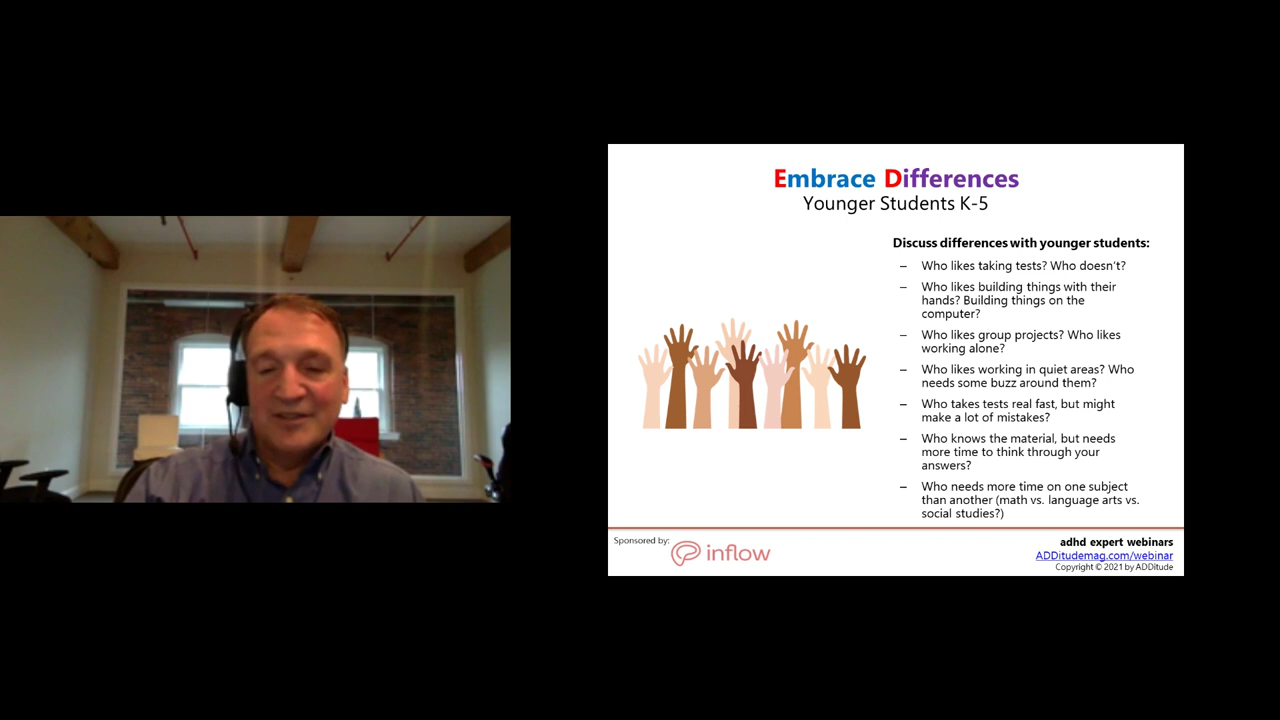 Embrace Differences
Younger Students K-5
Discuss differences with younger students:
– Who likes taking tests? Who doesn't?
– Who likes building things with their
hands? Building things on the
computer?
– Who likes group projects? Who likes
working alone?
– Who likes working in quiet areas? Who
needs some buzz around them?
– Who takes tests real fast, but might
make a lot of mistakes?
– Who knows the material, but needs
more time to think through your
answers?
– Who needs more time on one subject
than another (math vs. language arts vs.
social studies?)
Sponsored by:
inflow
adhd expert webinars
ADDitudemag.com/webinar
Copyright © 2021 by ADDitude